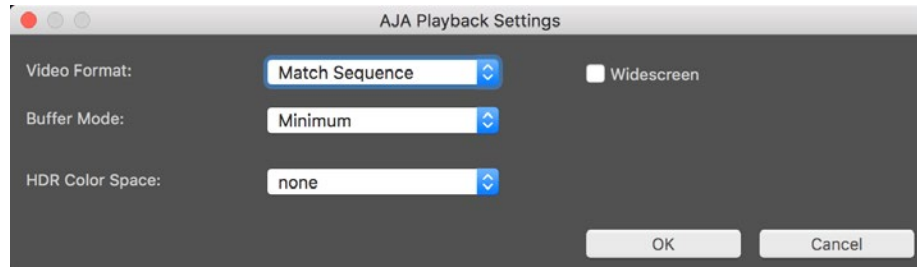 AJA Playback Settings
Video Format: Match Sequence Widescreen
Buffer Mode: Minimum
HDR Color Space: none
OK Cancel